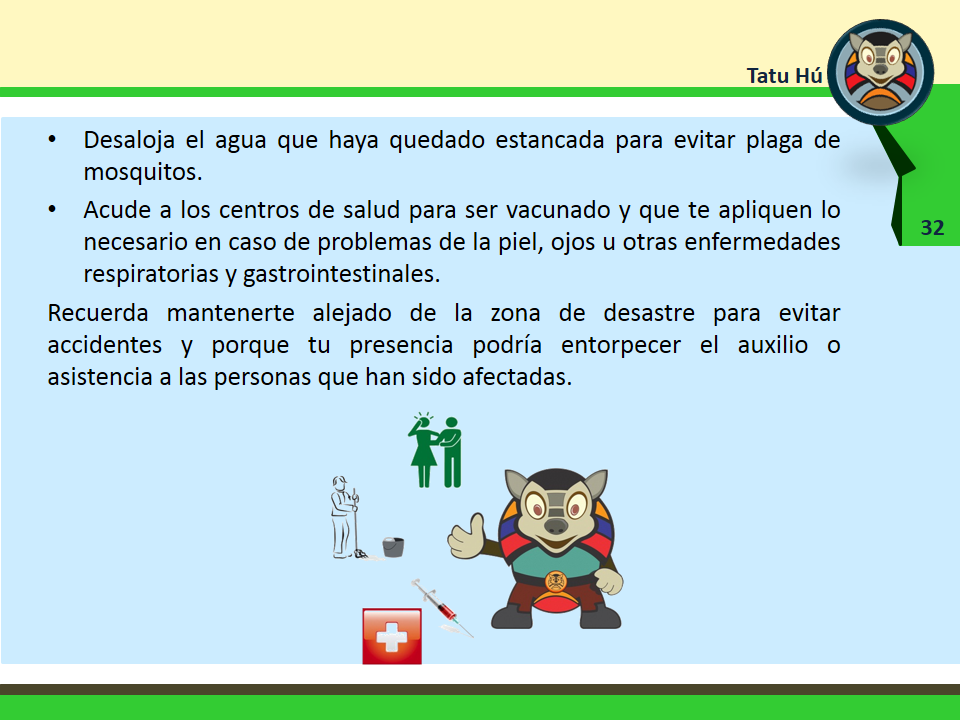 Tatu Hú
32
• Desaloja el agua que haya quedado estancada para evitar plaga de
mosquitos.
• Acude a los centros de salud para ser vacunado y que te apliquen lo
necesario en caso de problemas de la piel, ojos u otras enfermedades
respiratorias y gastrointestinales.
Recuerda mantenerte alejado de la zona de desastre para evitar
accidentes y porque tu presencia podría entorpecer el auxilio o
asistencia a las personas que han sido afectadas.